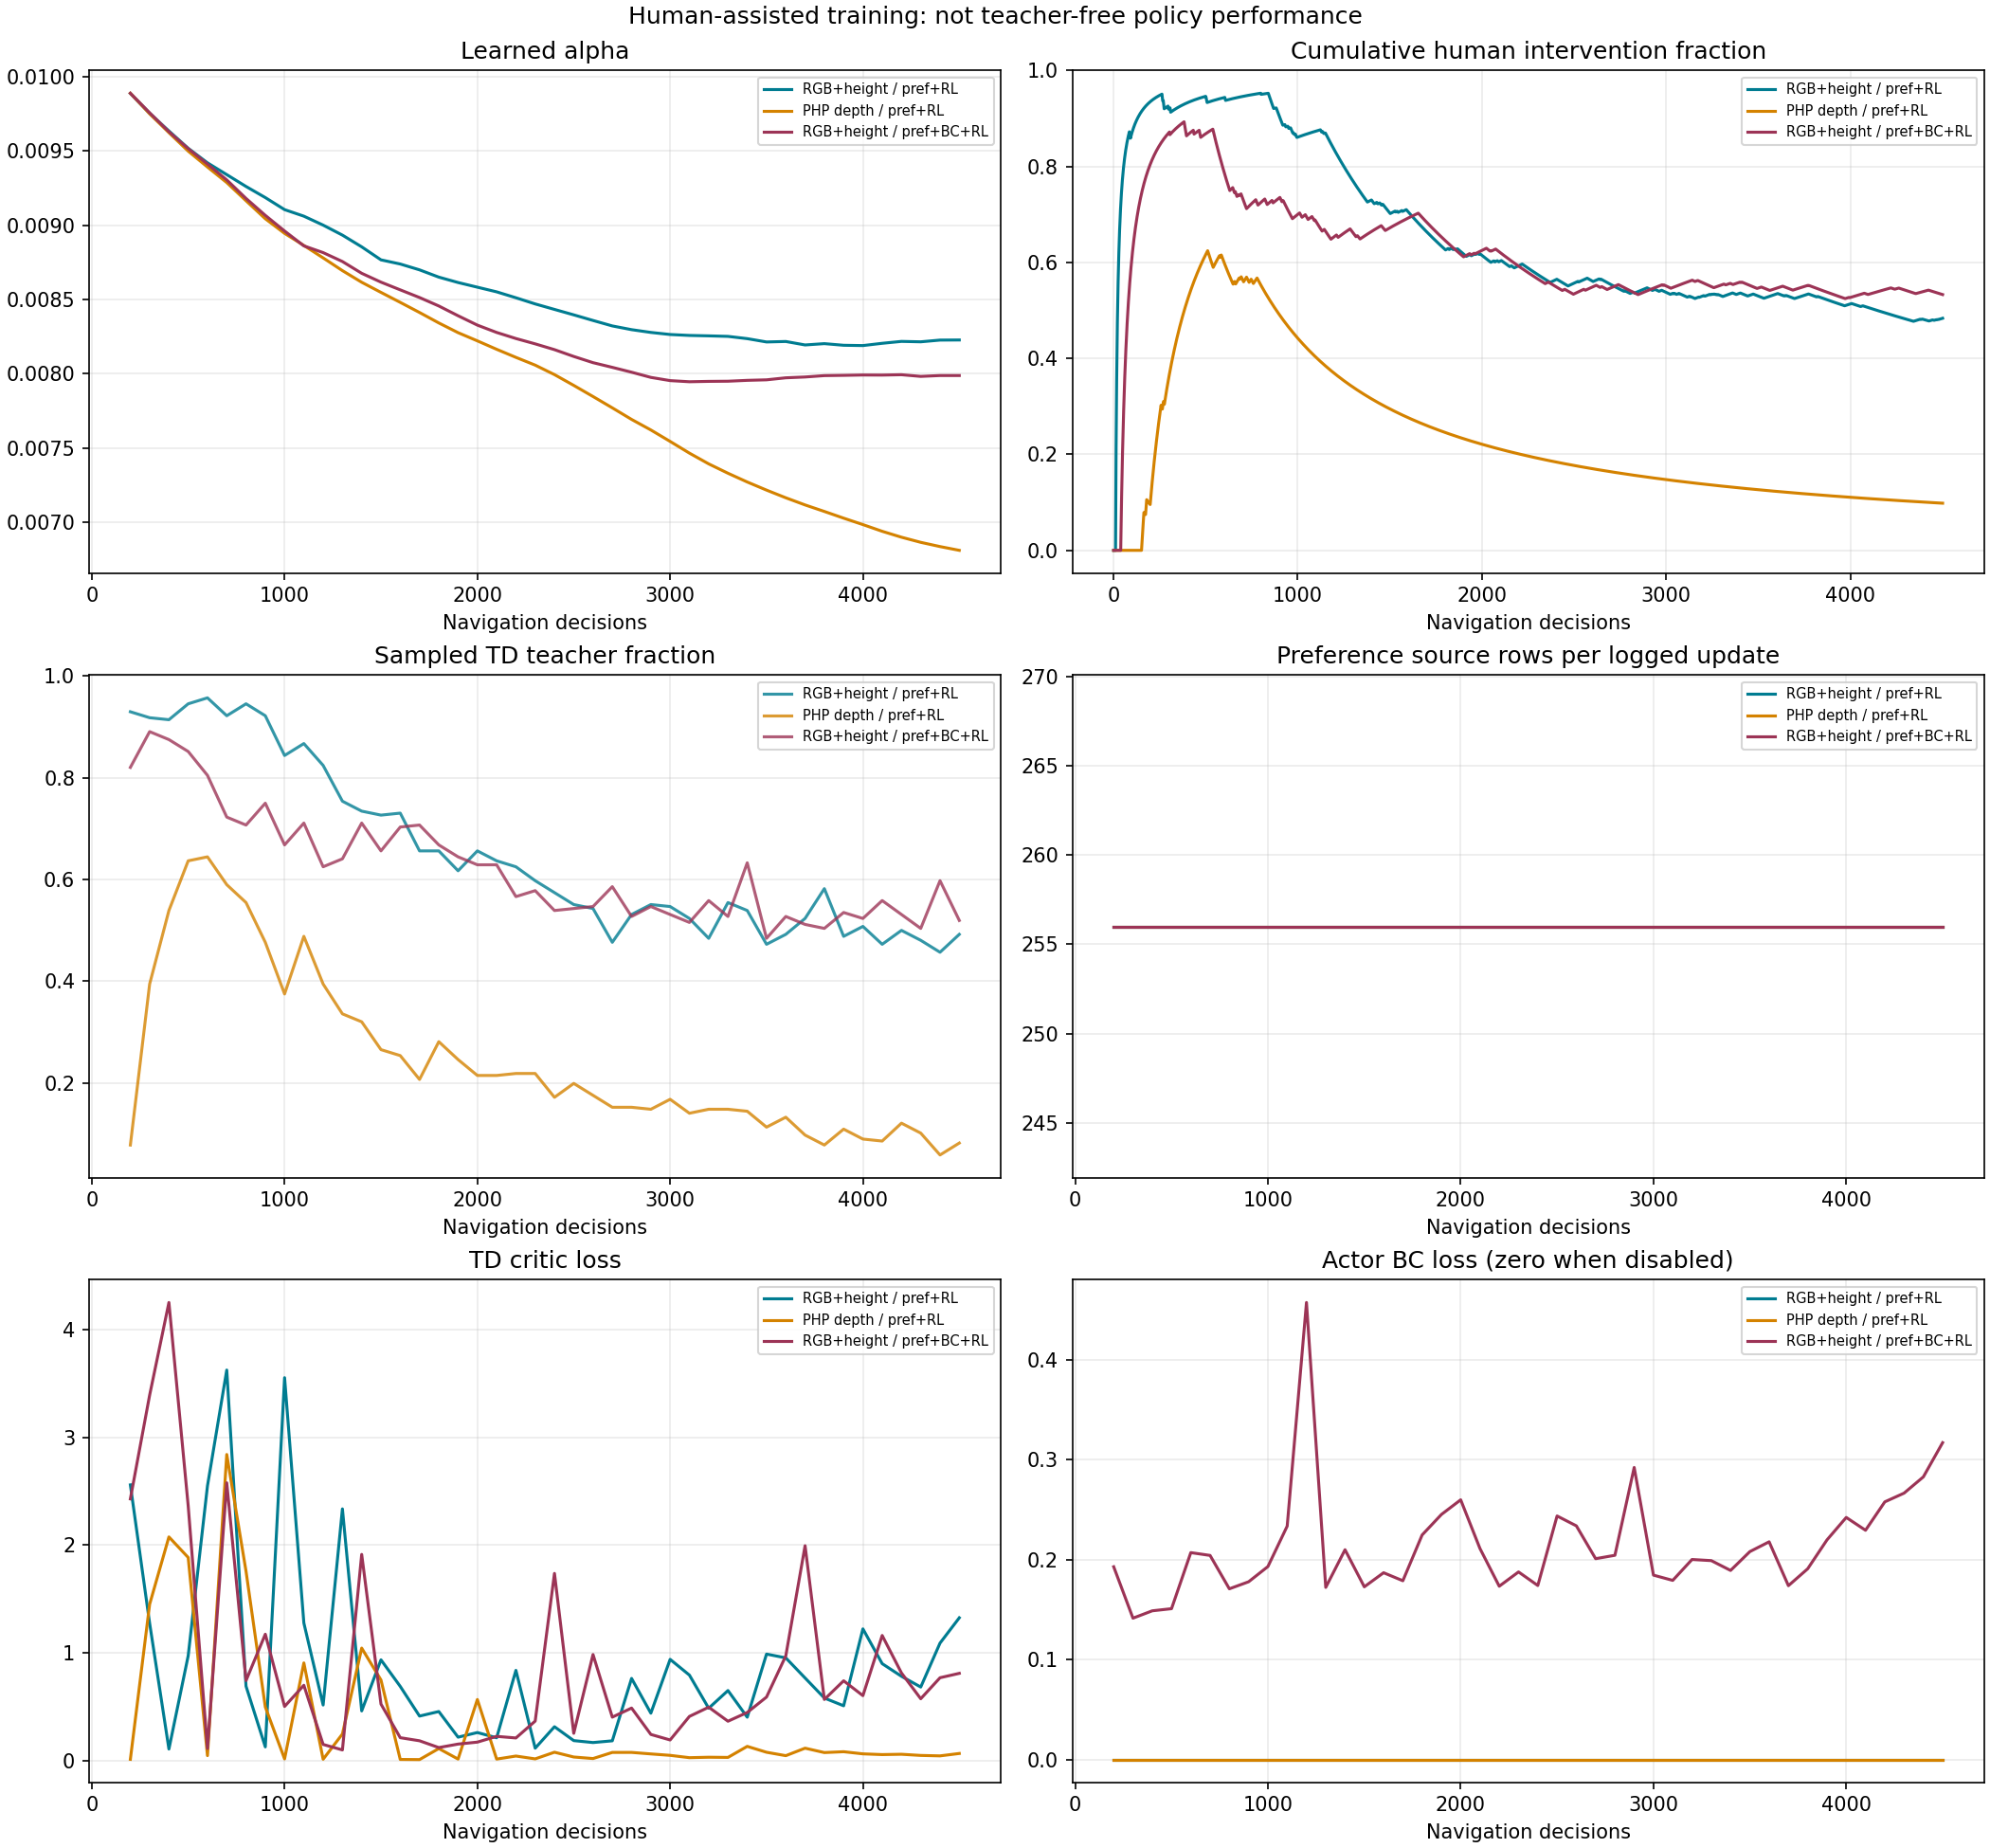 Human-assisted training: not teacher-free policy performance
Learned alpha
0.0100
0.0095
0.0090
0.0085
0.0080
0.0075
0.0070
RGB+height / pref+RL
PHP depth / pref+RL
RGB+height / pref+BC+RL
0 1000 2000 3000 4000
Navigation decisions
Cumulative human intervention fraction
1.0
0.8
0.6
0.4
0.2
0.0
RGB+height / pref+RL
PHP depth / pref+RL
RGB+height / pref+BC+RL
0 1000 2000 3000 4000
Navigation decisions
Sampled TD teacher fraction
1.0
0.8
0.6
0.4
0.2
RGB+height / pref+RL
PHP depth / pref+RL
RGB+height / pref+BC+RL
0 1000 2000 3000 4000
Navigation decisions
Preference source rows per logged update
270
265
260
255
250
245
RGB+height / pref+RL
PHP depth / pref+RL
RGB+height / pref+BC+RL
0 1000 2000 3000 4000
Navigation decisions
TD critic loss
4
3
2
1
0
RGB+height / pref+RL
PHP depth / pref+RL
RGB+height / pref+BC+RL
0 1000 2000 3000 4000
Navigation decisions
Actor BC loss (zero when disabled)
0.4
0.3
0.2
0.1
0.0
RGB+height / pref+RL
PHP depth / pref+RL
RGB+height / pref+BC+RL
0 1000 2000 3000 4000
Navigation decisions